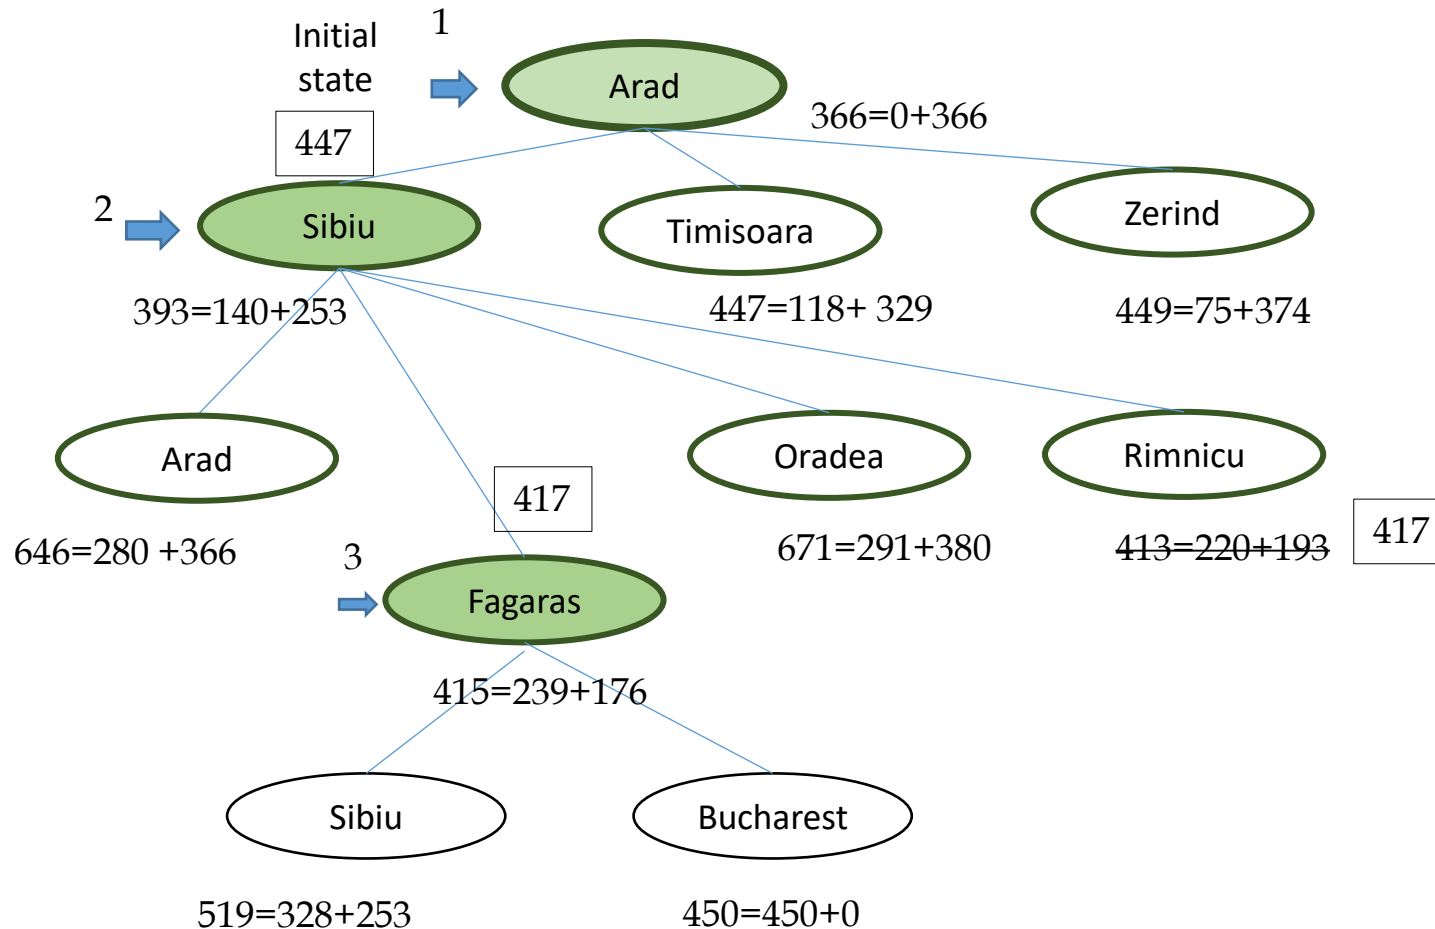 Initial
state
1
Arad
366=0+366
447
2
Sibiu
Timisoara
Zerind
393=140+253
447=118+ 329
449=75+374
Arad
Oradea
Rimnicu
417
646=280 +366
671=291+380
413=220+193
417
3
Fagaras
415=239+176
Sibiu
Bucharest
519=328+253
450=450+0